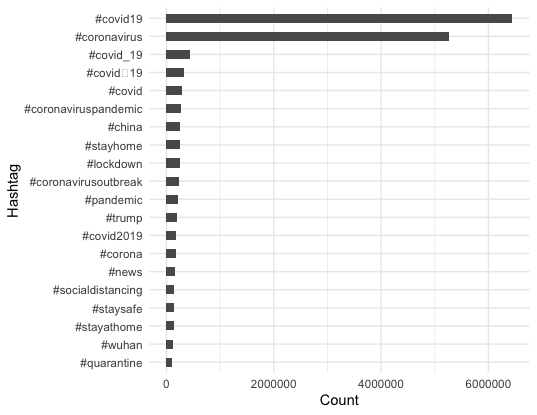 #covid19
#coronavirus
#covid_19
#covid▯19
#covid
#coronaviruspandemic
#china
#stayhome
#lockdown
#coronavirusoutbreak
#pandemic
#trump
#covid2019
#corona
#news
#socialdistancing
#staysafe
#stayathome
#wuhan
#quarantine
Hashtag
0 2000000 4000000 6000000
Count